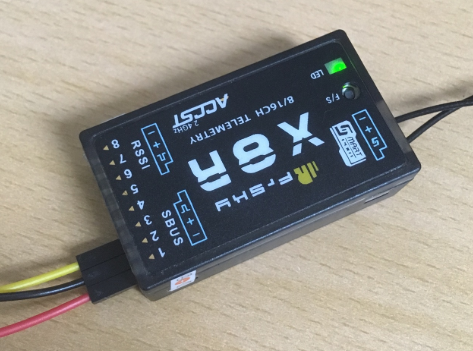 FrSky
X8R
8/16CH TELEMETRY
ACCST
2.4GHz
LED
F/S
SMART
RSSI
SBUS
8
7
6
5
4
3
2
1